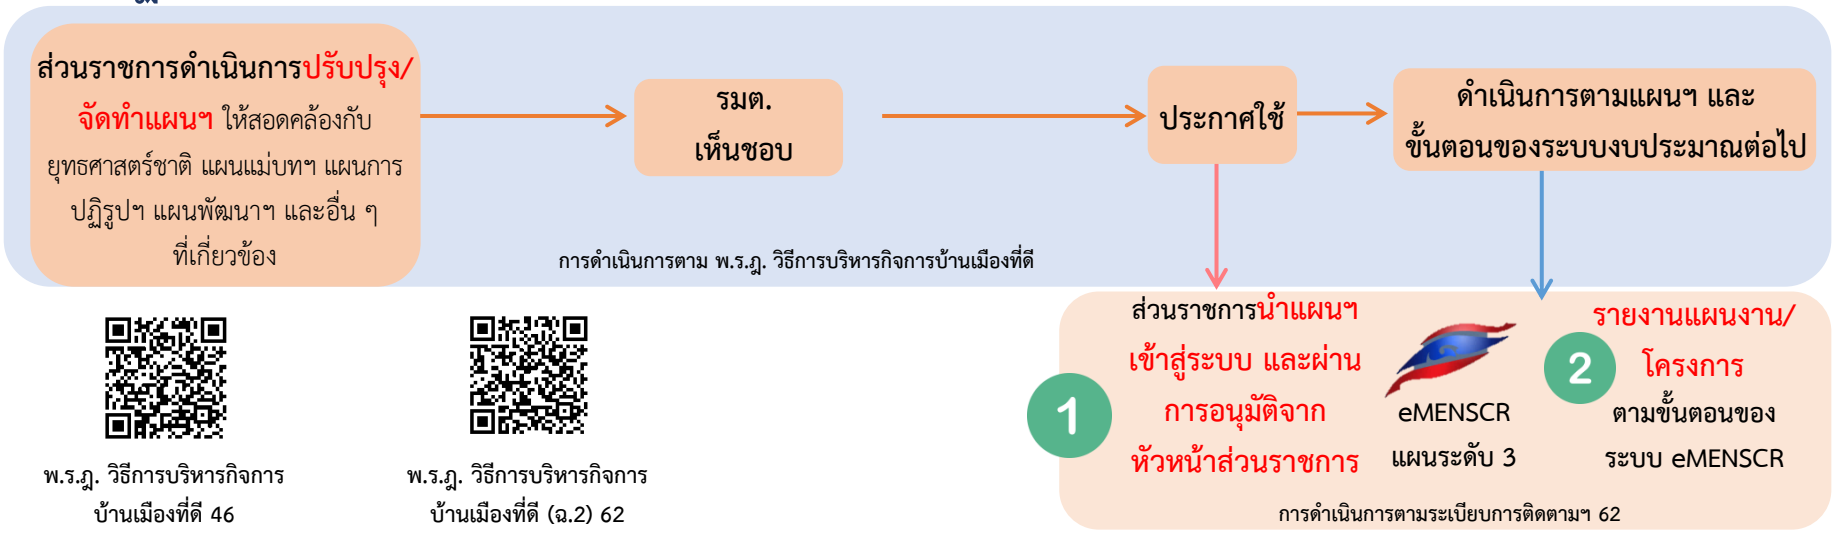 ส่วนราชการดำเนินการปรับปรุง/
จัดทำแผนฯ ให้สอดคล้องกับ
ยุทธศาสตร์ชาติ แผนแม่บทฯ แผนการ
ปฏิรูปฯ แผนพัฒนาฯ และอื่น ๆ
ที่เกี่ยวข้อง
รมต.
เห็นชอบ
ประกาศใช้
ดำเนินการตามแผนฯ และ
ขั้นตอนของระบบงบประมาณต่อไป
การดำเนินการตาม พ.ร.ฎ. วิธีการบริหารกิจการบ้านเมืองที่ดี
พ.ร.ฎ. วิธีการบริหารกิจการ
บ้านเมืองที่ดี 46
พ.ร.ฎ. วิธีการบริหารกิจการ
บ้านเมืองที่ดี (ฉ.2) 62
1
ส่วนราชการนำแผนฯ
เข้าสู่ระบบ และผ่าน
การอนุมัติจาก
หัวหน้าส่วนราชการ
eMENSCR
แผนระดับ 3
2
รายงานแผนงาน/
โครงการ
ตามขั้นตอนของ
ระบบ eMENSCR
การดำเนินการตามระเบียบการติดตามฯ 62